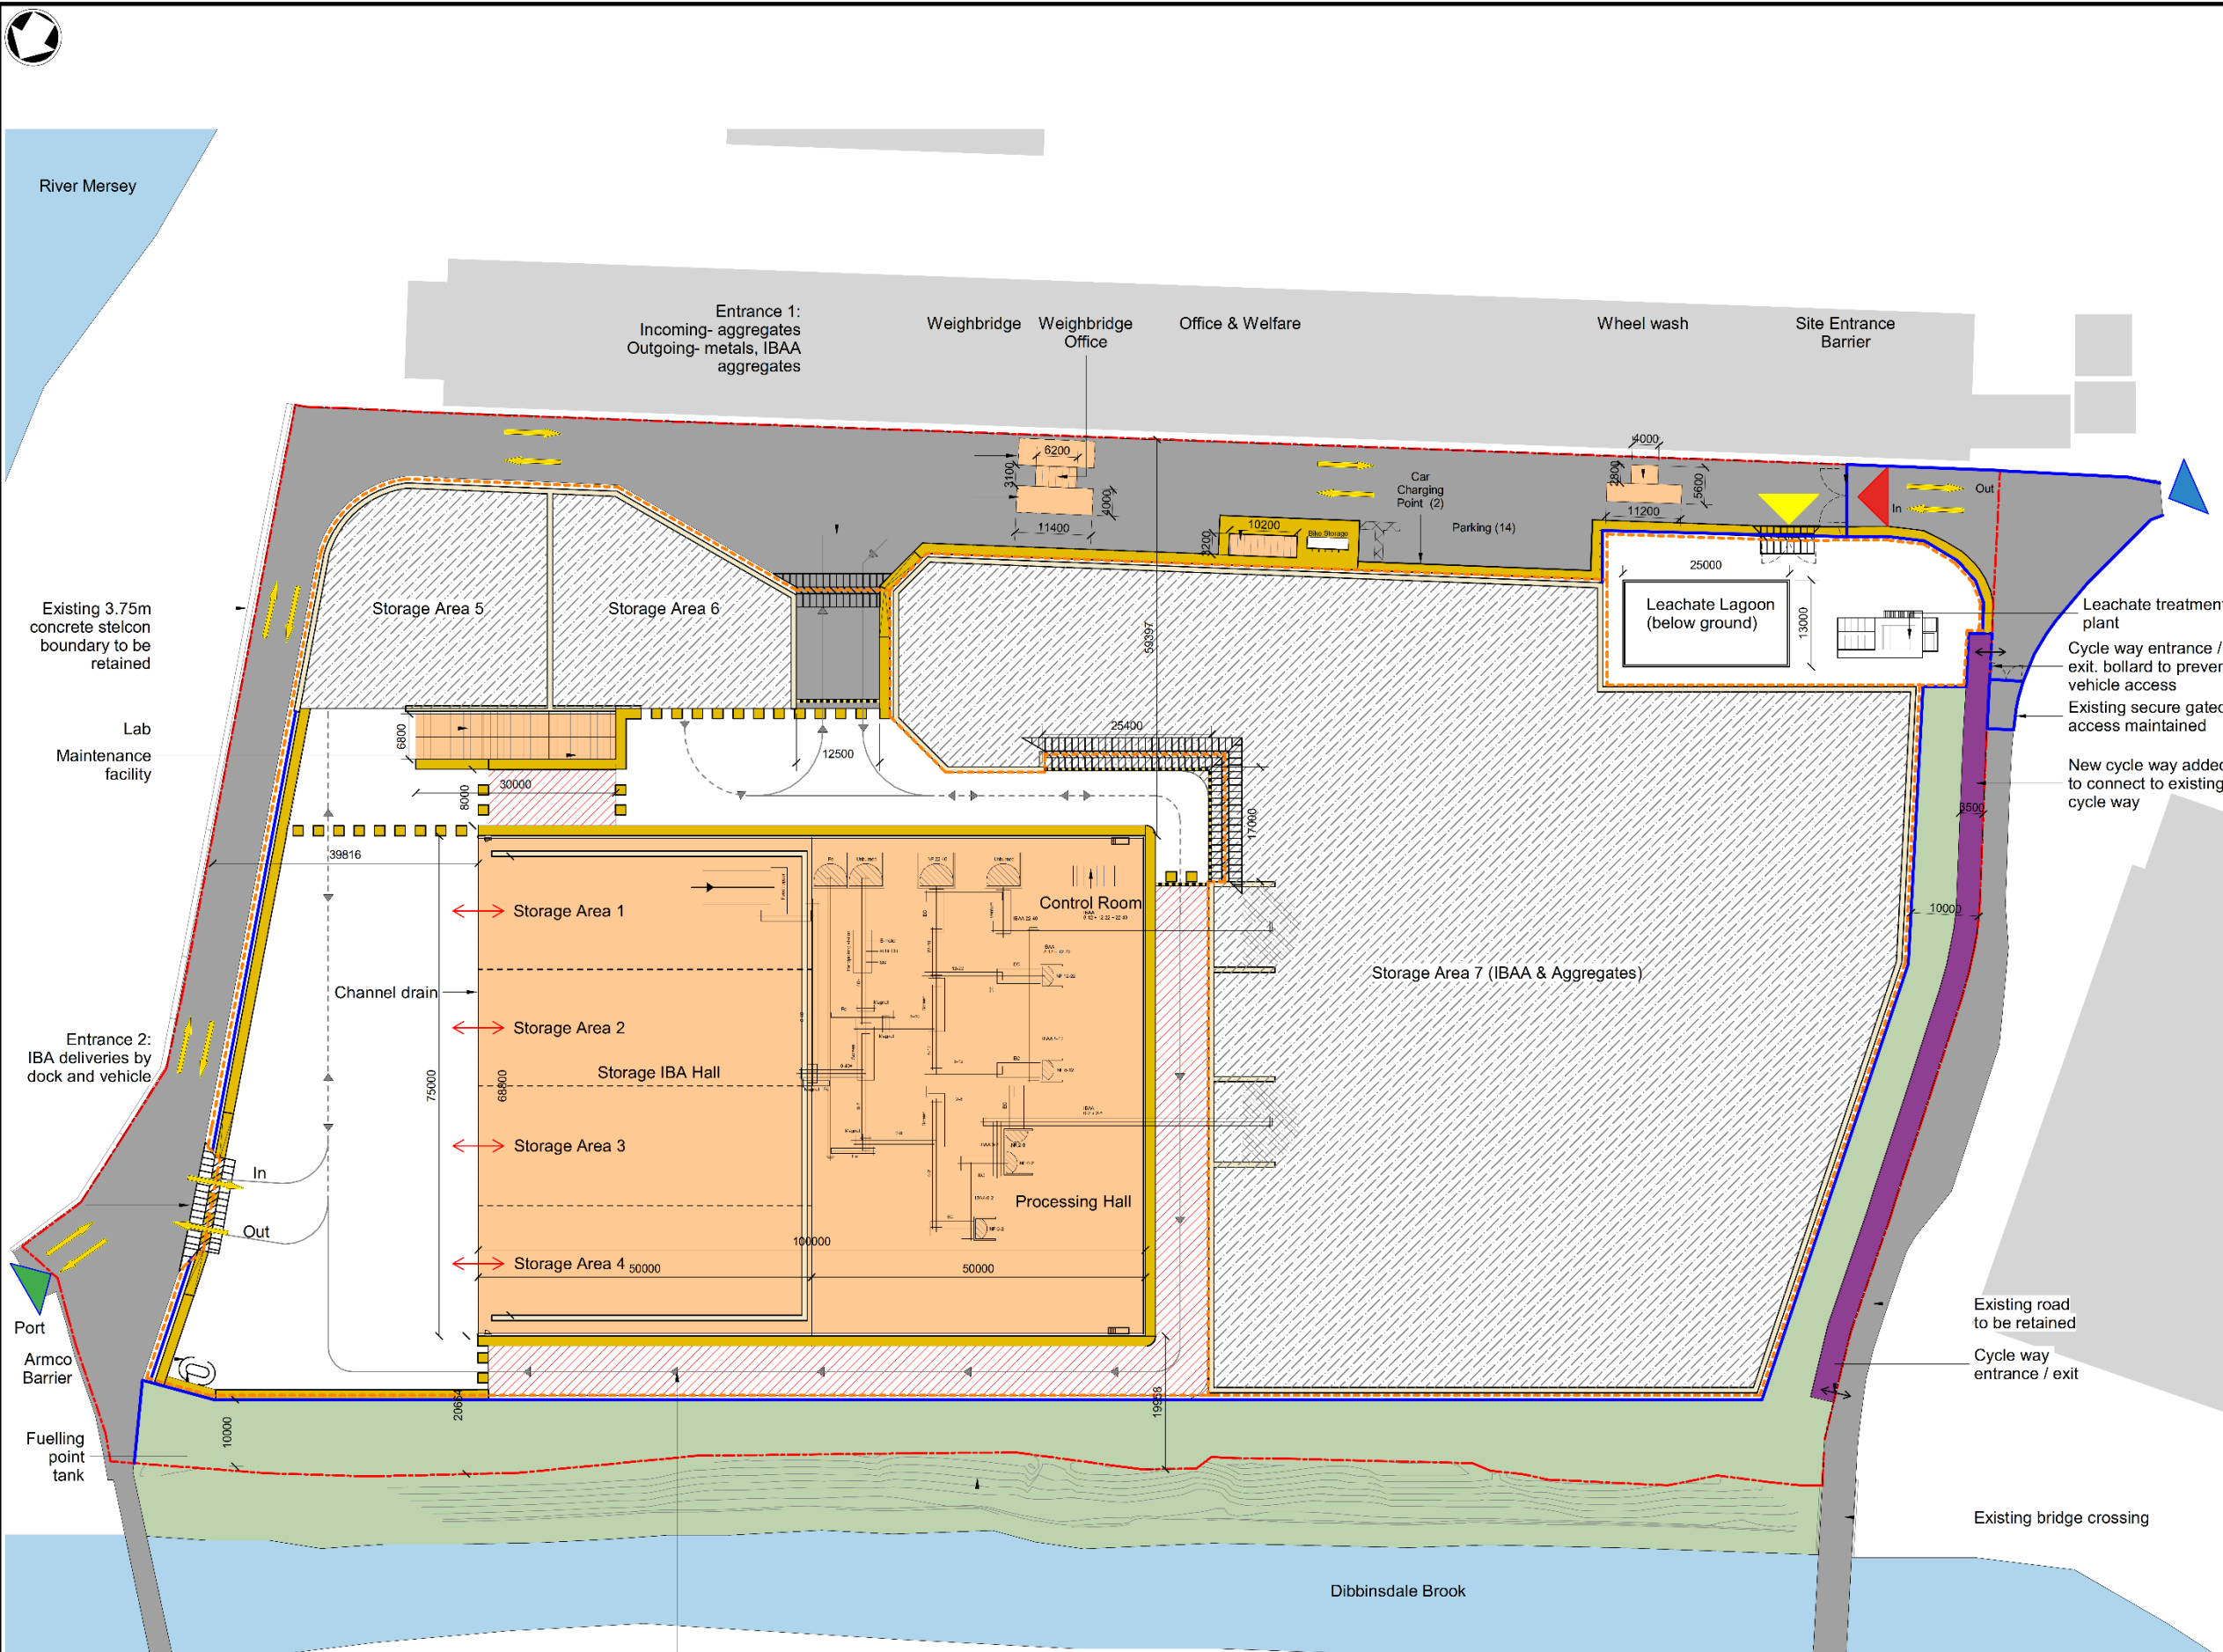 River Mersey
Entrance 1:
Incoming- aggregates
Outgoing- metals, IBAA
aggregates
Weighbridge
Weighbridge
Office
Office & Welfare
Wheel wash
Site Entrance
Barrier
6200
3100
4000
11400
59397
10200
3200
Bike Storage
Car
Charging
Point (2)
Parking (14)
4000
2800
5600
11200
Out
In
25000
Leachate Lagoon
(below ground)
13000
Leachate treatment
plant
Cycle way entrance /
exit. bollard to preven
vehicle access
Existing secure gated
access maintained
New cycle way added
to connect to existing
cycle way
3500
10000
Existing 3.75m
concrete stelcon
boundary to be
retained
Storage Area 5
Storage Area 6
Lab
Maintenance
facility
6800
30000
8000
12500
25400
17000
39816
Storage Area 1
Control Room
Storage Area 7 (IBAA & Aggregates)
Channel drain
Storage Area 2
Entrance 2:
IBA deliveries by
dock and vehicle
75000
68800
Storage IBA Hall
Storage Area 3
In
Out
Processing Hall
100000
Storage Area 4
50000
50000
Port
Armco
Barrier
20664
19958
10000
Fuelling
point
tank
Existing road
to be retained
Cycle way
entrance / exit
Existing bridge crossing
Dibbinsdale Brook